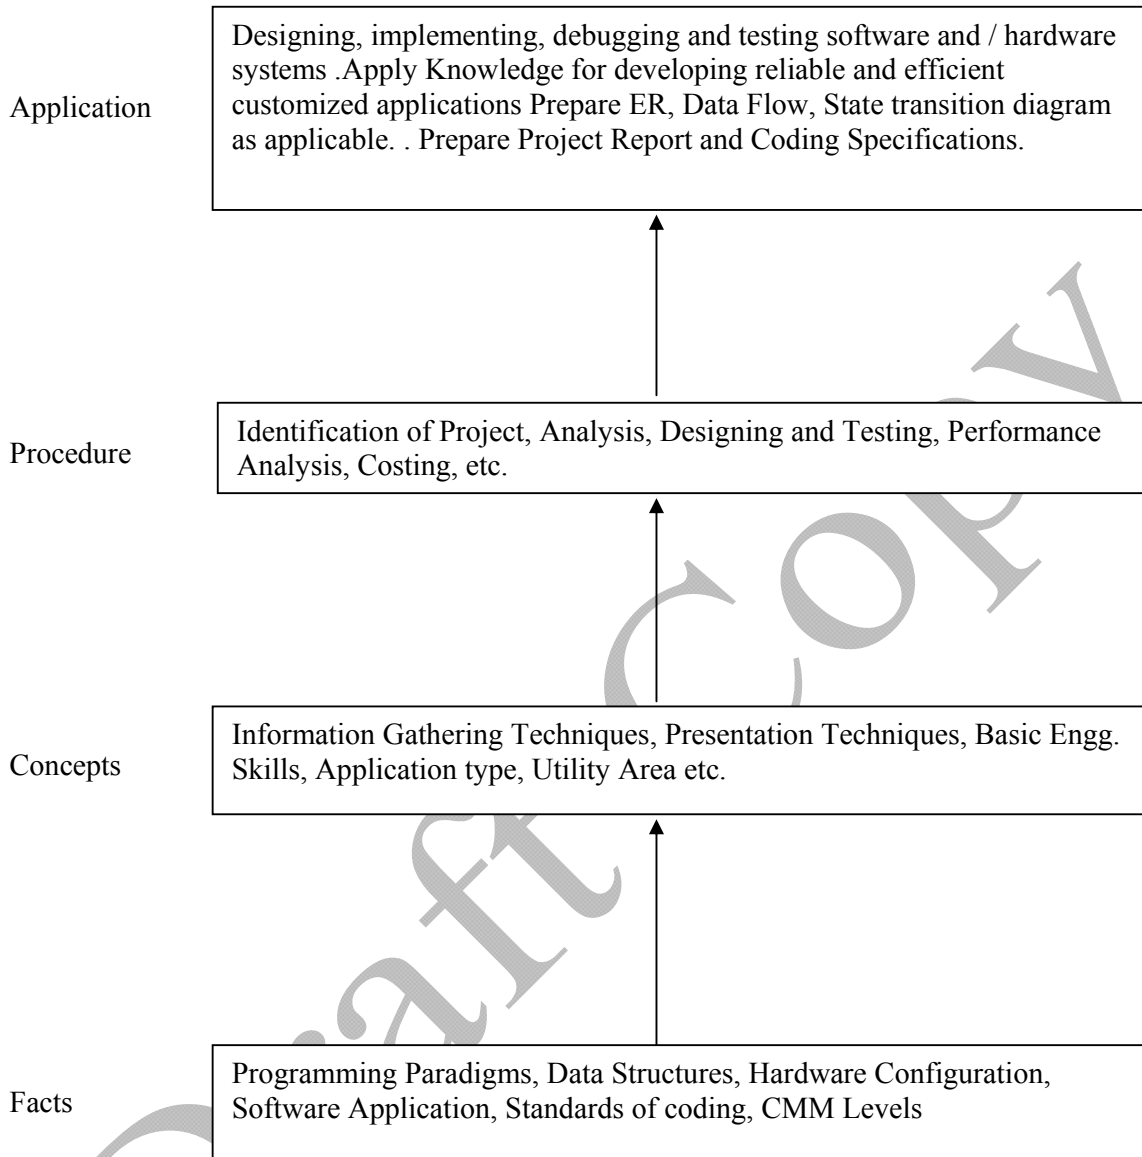 Designing, implementing, debugging and testing software and / hardware
systems .Apply Knowledge for developing reliable and efficient
Application
customized applications Prepare ER, Data Flow, State transition diagram
as applicable. . Prepare Project Report and Coding Specifications.
Procedure
Identification of Project, Analysis, Designing and Testing, Performance
Analysis, Costing, etc.
Concepts
Information Gathering Techniques, Presentation Techniques, Basic Engg.
Skills, Application type, Utility Area etc.
Facts
Programming Paradigms, Data Structures, Hardware Configuration,
Software Application, Standards of coding, CMM Levels
Draft Copy